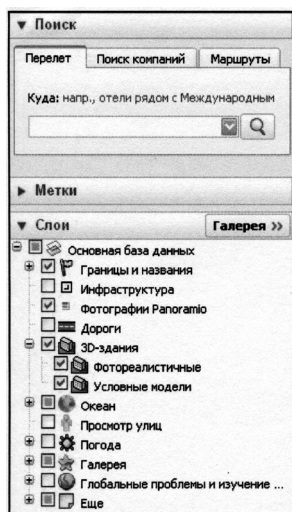 Поиск
Перелет Поиск компаний Маршруты
Куда: напр., отели рядом с Международным
Метки
Слои Галерея >>
Основная база данных
Границы и названия
Инфраструктура
Фотографии Panoramio
Дороги
3D-здания
Фотореалистичные
Условные модели
Океан
Просмотр улиц
Погода
Галерея
Глобальные проблемы и изучение ...
Еще